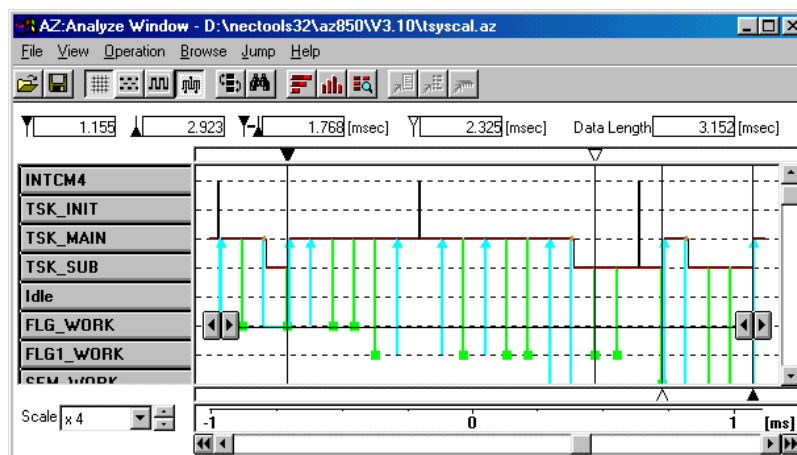 AZ:Analyze Window - D:\nectools32\az850\V3.10\tsyscal.az
File View Operation Browse Jump Help
1.155 2.923 1.768 [msec] 2.325 [msec] Data Length 3.152 [msec]
INTCM4
TSK_INIT
TSK_MAIN
TSK_SUB
Idle
FLG_WORK
FLG1_WORK
SEM_WORK
Scale x 4
-1 0 1 [ms]